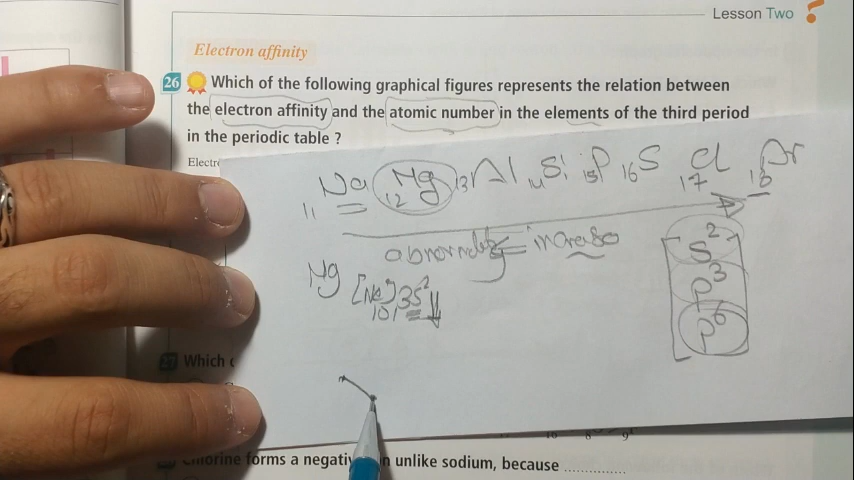 Lesson Two
Electron affinity
26 Which of the following graphical figures represents the relation between
the electron affinity and the atomic number in the elements of the third period
in the periodic table ?
Electr
11 Na 12 Mg 13 Al 14 Si 15 P 16 S 17 Cl 18 Ar
increase
Mg [Ne] 3s²
10
s²
p³
p⁶
27 Which
Chlorine forms a negativ unlike sodium, because ..............